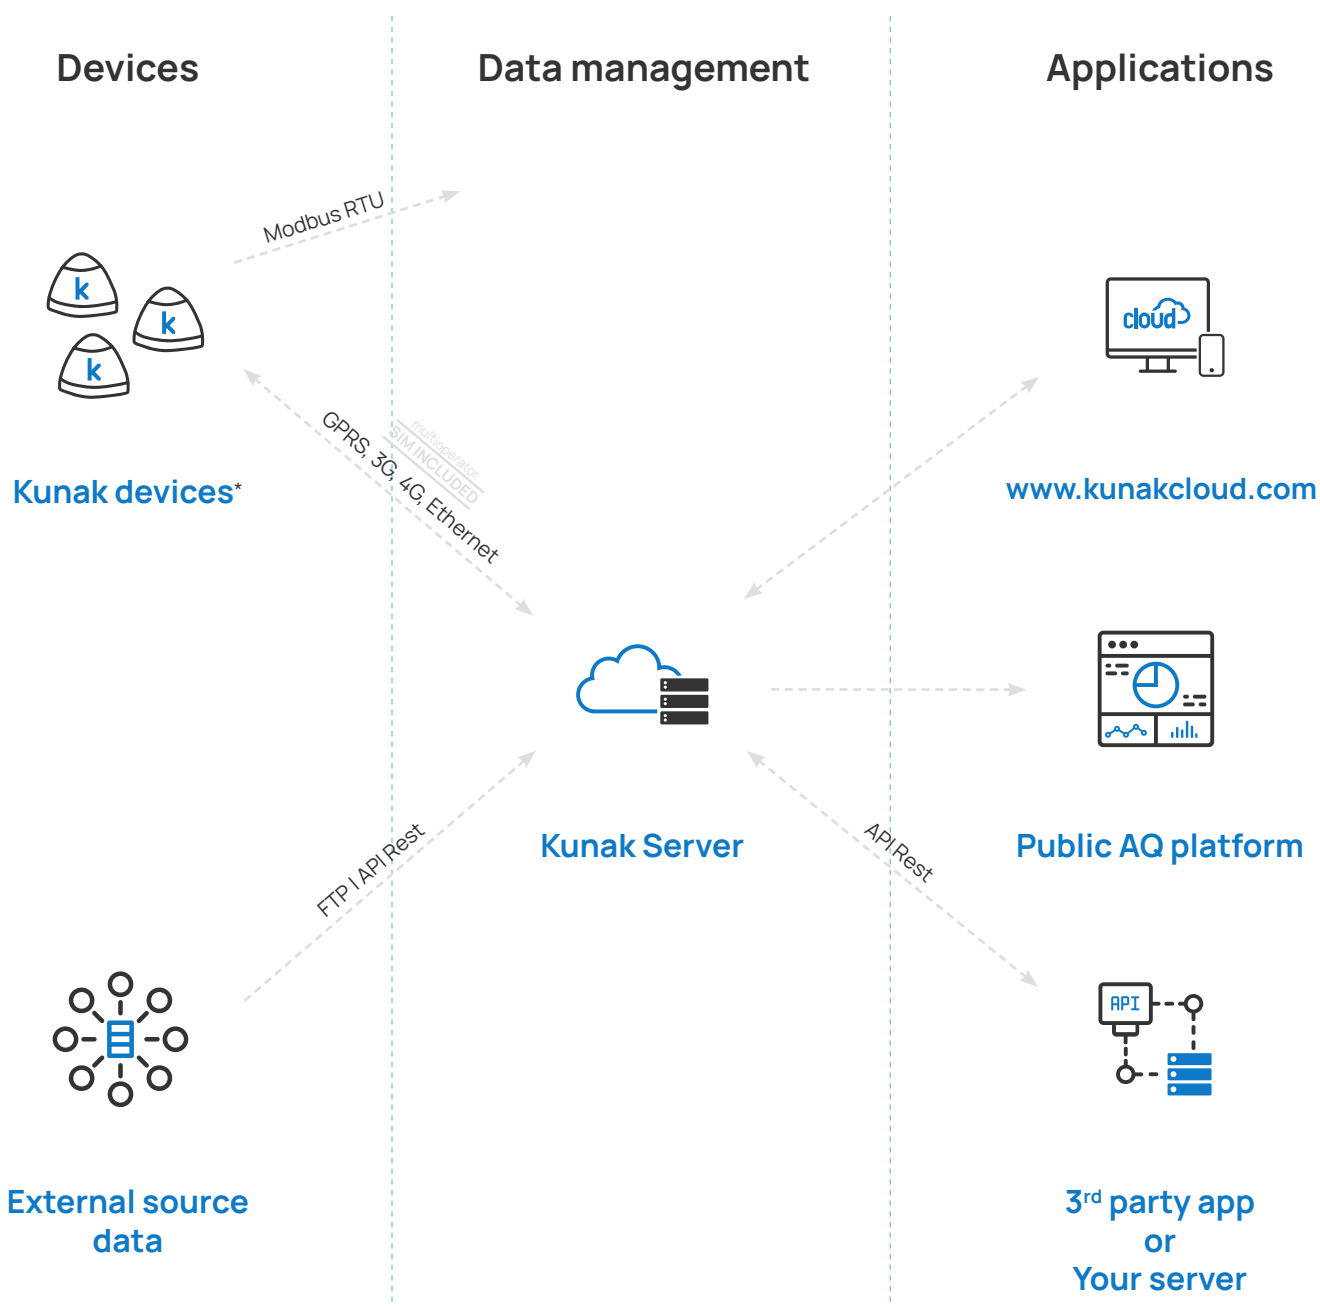 Devices
Data management
Applications
Modbus RTU
k
k
k
cloud
GPRS, 3G, 4G, Ethernet
multioperator
SIM INCLUDED
Kunak devices*
www.kunakcloud.com
Kunak Server
Public AQ platform
FTP | API Rest
API Rest
API
External source
data
3rd party app
or
Your server